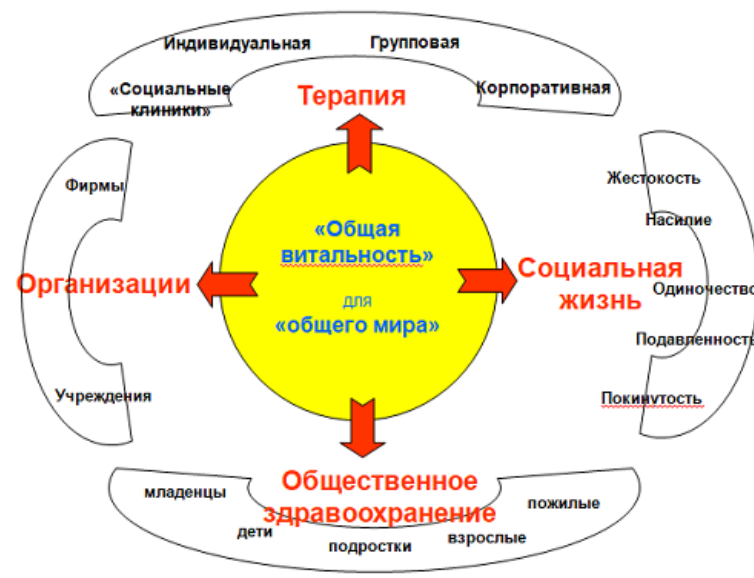 Индивидуальная
Групповая
«Социальные
клиники»
Корпоративная
Терапия
Фирмы
Организации
Учреждения
«Общая
витальность»
для
«общего мира»
Жестокость
Насилие
Социальная
жизнь
Одиночество
Подавленность
Покинутость
Общественное
здравоохранение
младенцы
дети
подростки
взрослые
пожилые